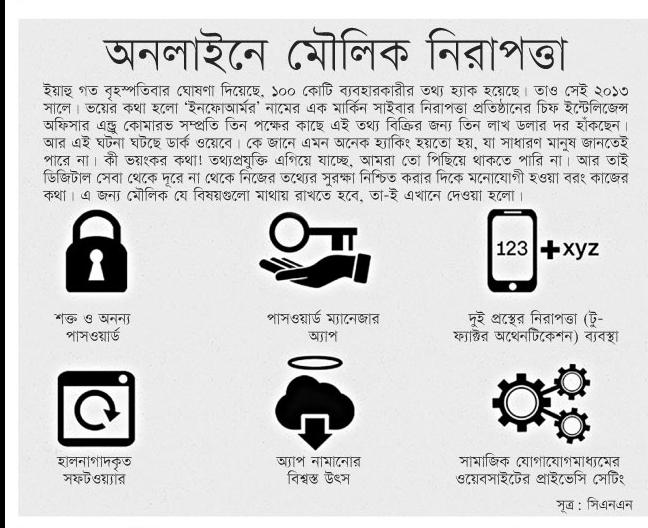 অনলাইনে মৌলিক নিরাপত্তা
ইয়াহু গত বৃহস্পতিবার ঘোষণা দিয়েছে, ১০০ কোটি ব্যবহারকারীর তথ্য হ্যাক হয়েছে। তাও সেই ২০১৩
সালে। ভয়ের কথা হলো ‘ইনফোআর্মর’ নামের এক মার্কিন সাইবার নিরাপত্তা প্রতিষ্ঠানের চিফ ইন্টেলিজেন্স
অফিসার এন্ড্রু কোমারভ সম্প্রতি তিন পক্ষের কাছে এই তথ্য বিক্রির জন্য তিন লাখ ডলার দর হাঁকছেন।
আর এই ঘটনা ঘটছে ডার্ক ওয়েবে। কে জানে এমন অনেক হ্যাকিং হয়তো হয়, যা সাধারণ মানুষ জানতেই
পারে না। কী ভয়ংকর কথা! তথ্যপ্রযুক্তি এগিয়ে যাচ্ছে, আমরা তো পিছিয়ে থাকতে পারি না। আর তাই
ডিজিটাল সেবা থেকে দূরে না থেকে নিজের তথ্যের সুরক্ষা নিশ্চিত করার দিকে মনোযোগী হওয়া বরং কাজের
কথা। এ জন্য মৌলিক যে বিষয়গুলো মাথায় রাখতে হবে, তা-ই এখানে দেওয়া হলো।
123 +xyz
শক্ত ও অনন্য
পাসওয়ার্ড
পাসওয়ার্ড ম্যানেজার
অ্যাপ
দুই প্রস্থের নিরাপত্তা (টু-
ফ্যাক্টর অথেনটিকেশন) ব্যবস্থা
হালনাগাদকৃত
সফটওয়্যার
অ্যাপ নামানোর
বিশ্বস্ত উৎস
সামাজিক যোগাযোগমাধ্যমের
ওয়েবসাইটের প্রাইভেসি সেটিং
সূত্র : সিএনএন